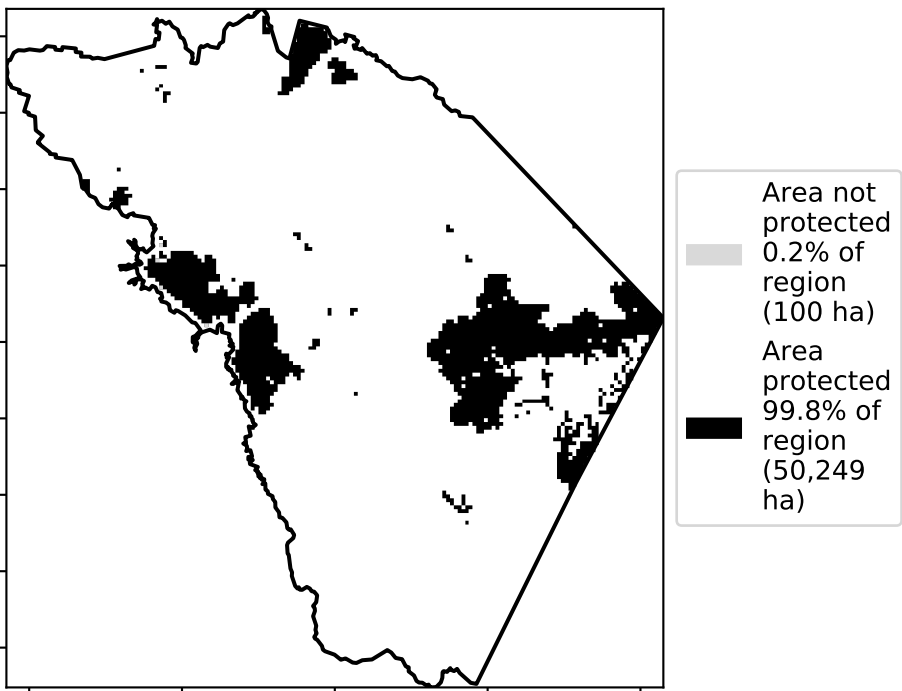 Area not
protected
0.2% of
region
(100 ha)
Area
protected
99.8% of
region
(50,249
ha)